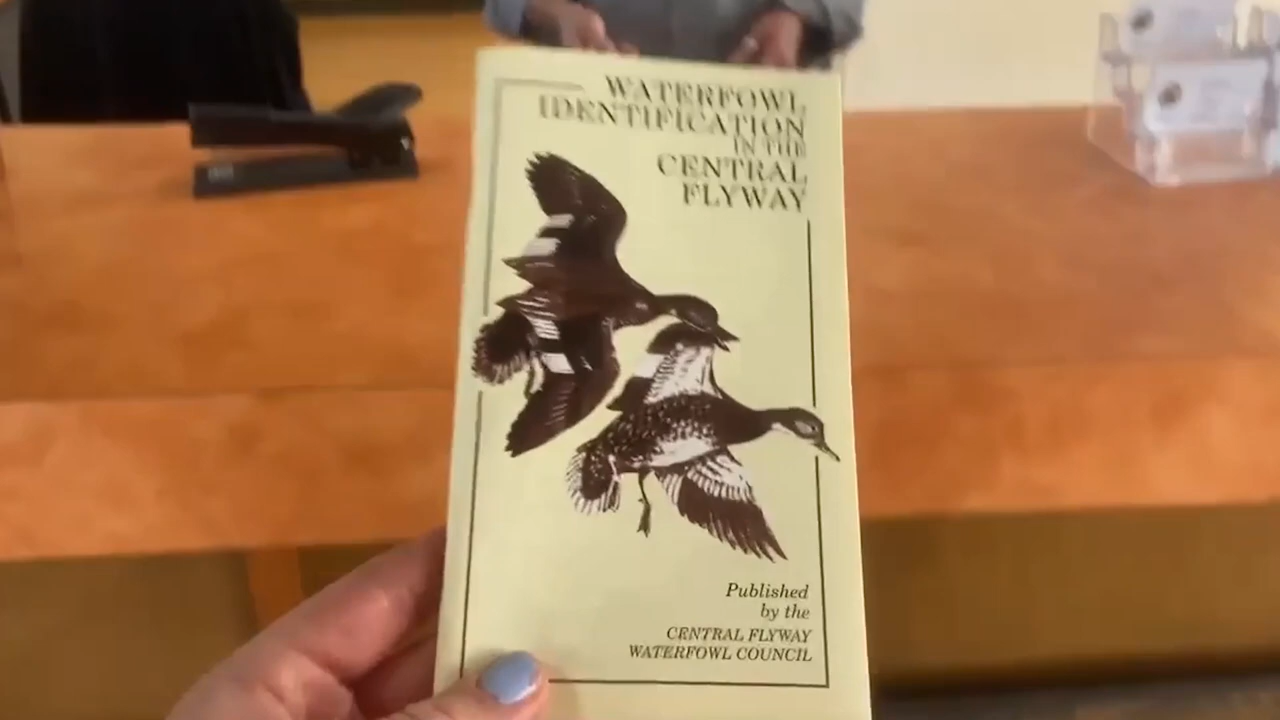 WATERFOWL
IDENTIFICATION
IN THE
CENTRAL
FLYWAY
Published
by the
CENTRAL FLYWAY
WATERFOWL COUNCIL